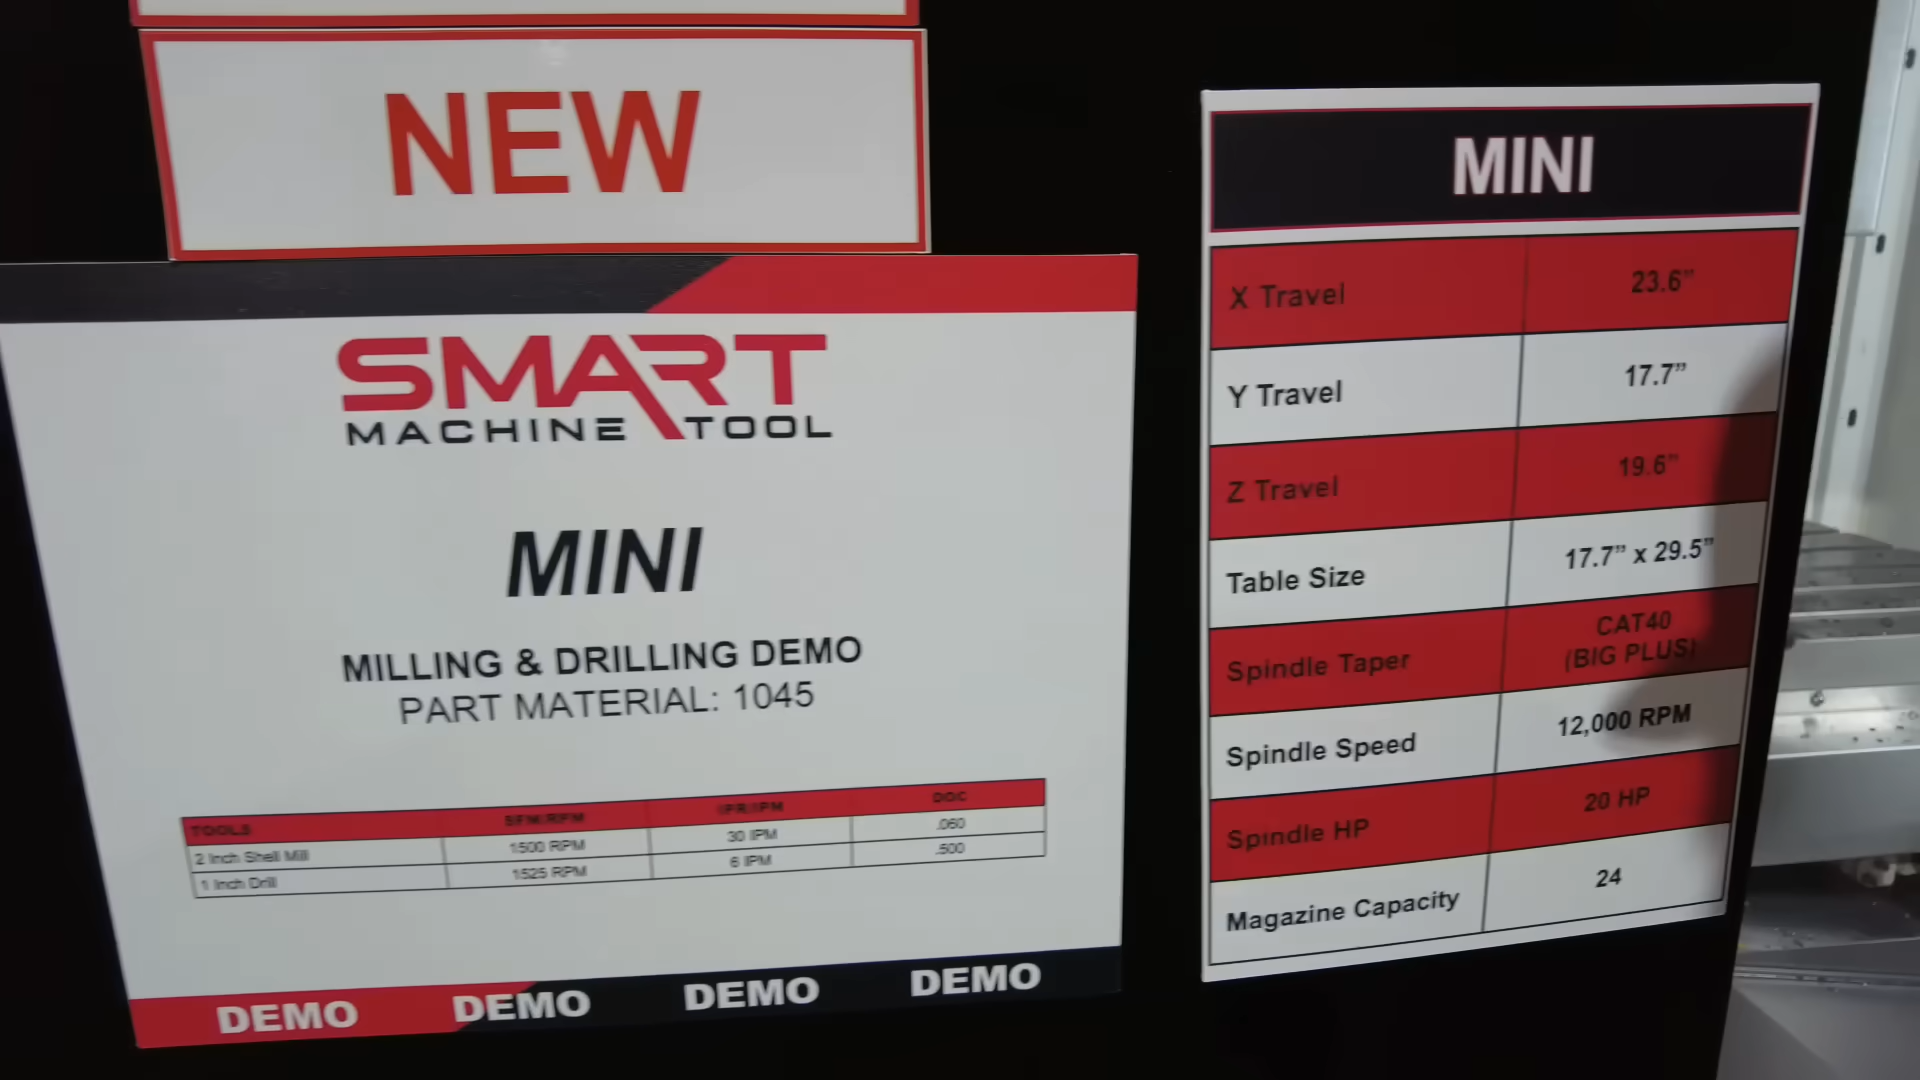 NEW
SMART
MACHINE TOOL
MINI
MILLING & DRILLING DEMO
PART MATERIAL: 1045
TOOLS SFM/RPM IPR/IPM DOC
2 Inch Shell Mill 1500 RPM 30 IPM .060
1 Inch Drill 1525 RPM 6 IPM .500
DEMO DEMO DEMO DEMO
MINI
X Travel 23.6”
Y Travel 17.7”
Z Travel 19.6”
Table Size 17.7” x 29.5”
Spindle Taper CAT40
(BIG PLUS)
Spindle Speed 12,000 RPM
Spindle HP 20 HP
Magazine Capacity 24